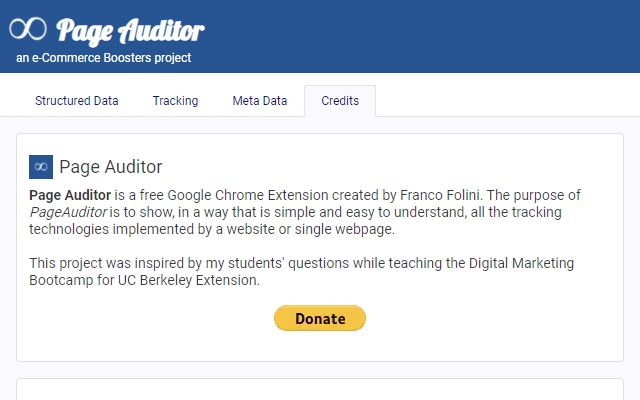 Page Auditor
an e-Commerce Boosters project
Structured Data
Tracking
Meta Data
Credits
Page Auditor
Page Auditor is a free Google Chrome Extension created by Franco Folini. The purpose of
PageAuditor is to show, in a way that is simple and easy to understand, all the tracking
technologies implemented by a website or single webpage.
This project was inspired by my students' questions while teaching the Digital Marketing
Bootcamp for UC Berkeley Extension.
Donate